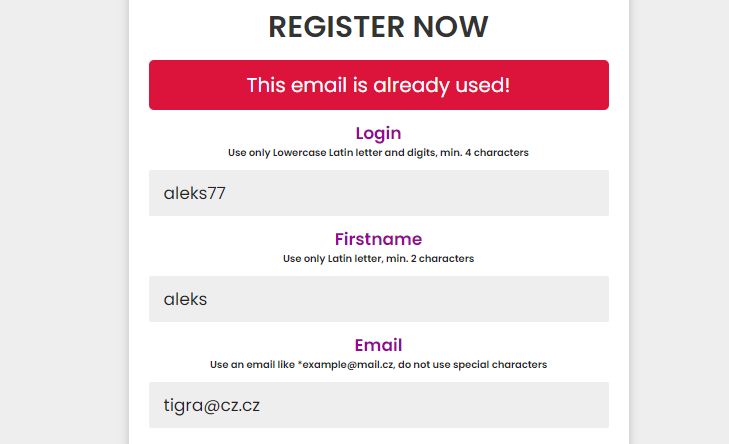 REGISTER NOW
This email is already used!
Login
Use only Lowercase Latin letter and digits, min. 4 characters
aleks77
Firstname
Use only Latin letter, min. 2 characters
aleks
Email
Use an email like *example@mail.cz, do not use special characters
tigra@cz.cz